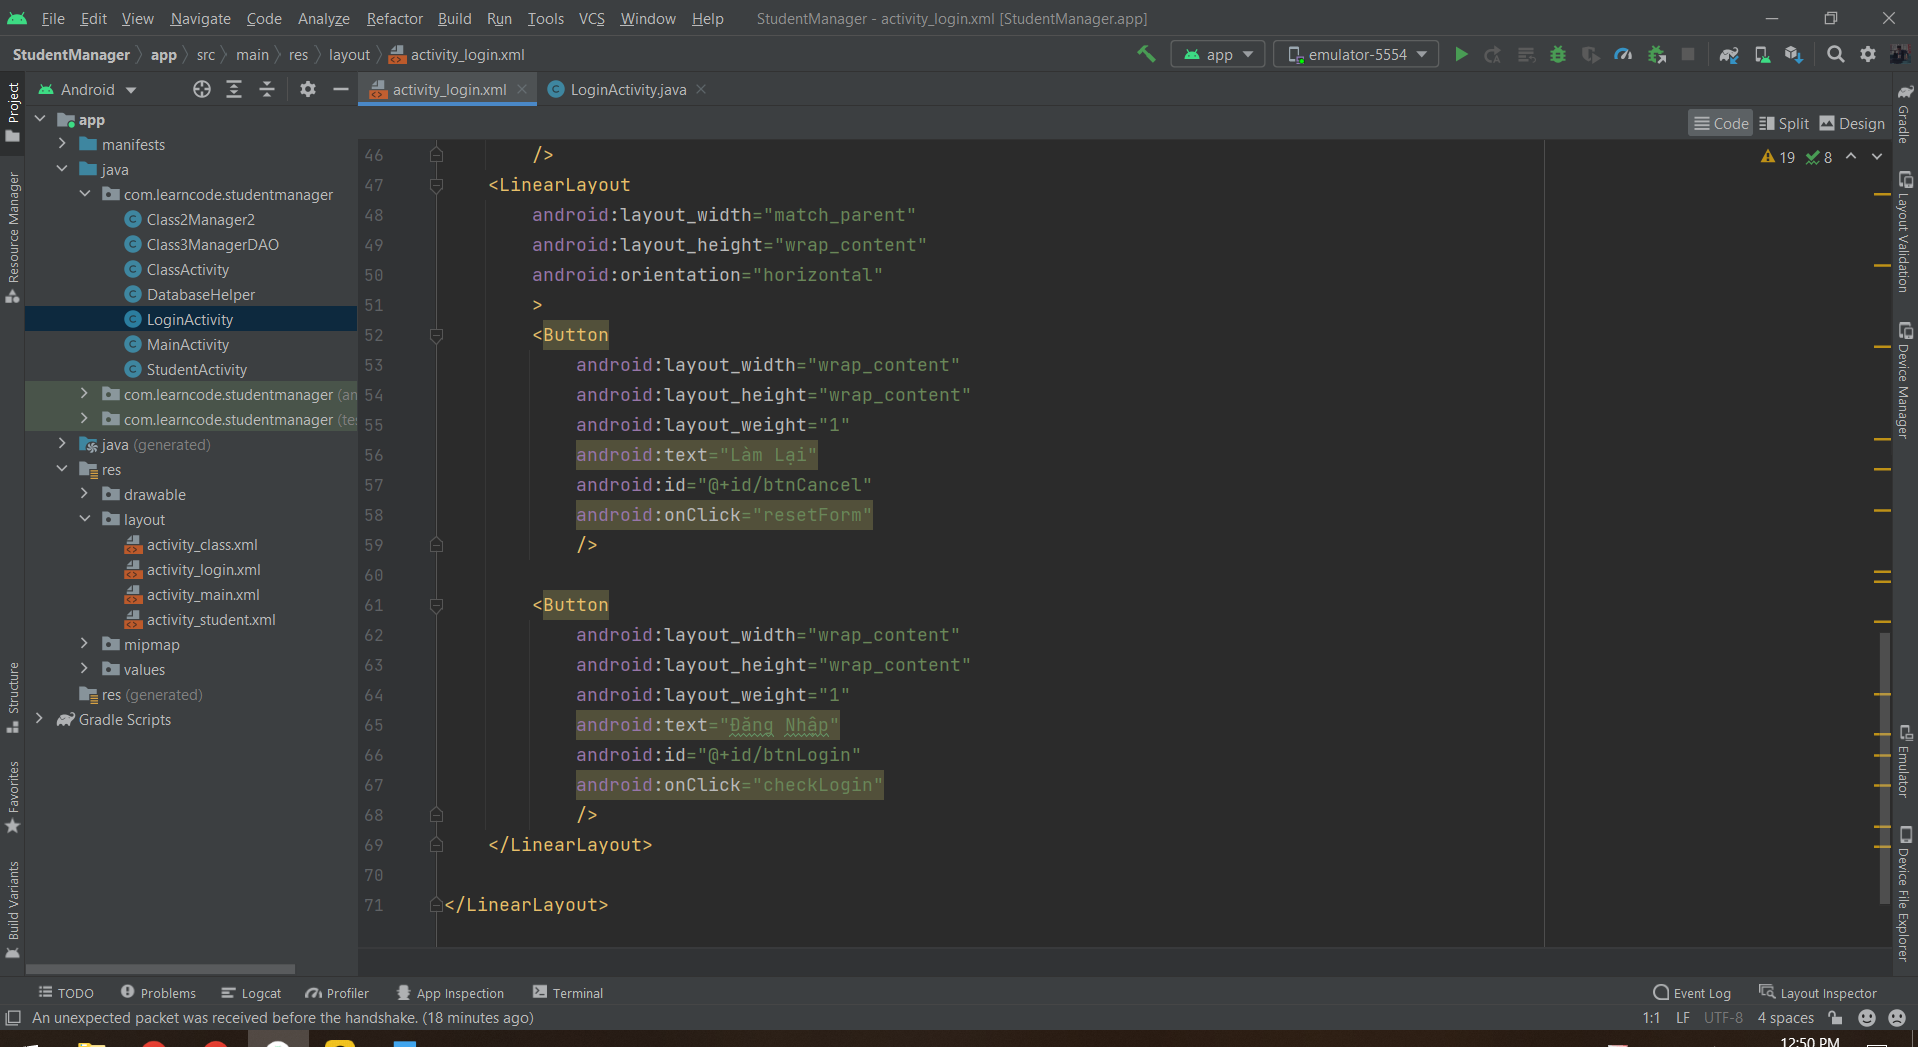 File Edit View Navigate Code Analyze Refactor Build Run Tools VCS Window Help StudentManager - activity_login.xml [StudentManager.app]
StudentManager app src main res layout activity_login.xml app emulator-5554
Android activity_login.xml LoginActivity.java
Code Split Design
19 8
app
manifests
java
com.learncode.studentmanager
Class2Manager2
Class3ManagerDAO
ClassActivity
DatabaseHelper
LoginActivity
MainActivity
StudentActivity
com.learncode.studentmanager (an
com.learncode.studentmanager (te
java (generated)
res
drawable
layout
activity_class.xml
activity_login.xml
activity_main.xml
activity_student.xml
mipmap
values
res (generated)
Gradle Scripts
46 />
47 <LinearLayout
48 android:layout_width="match_parent"
49 android:layout_height="wrap_content"
50 android:orientation="horizontal"
51 >
52 <Button
53 android:layout_width="wrap_content"
54 android:layout_height="wrap_content"
55 android:layout_weight="1"
56 android:text="Làm Lại"
57 android:id="@+id/btnCancel"
58 android:onClick="resetForm"
59 />
60
61 <Button
62 android:layout_width="wrap_content"
63 android:layout_height="wrap_content"
64 android:layout_weight="1"
65 android:text="Đăng Nhập"
66 android:id="@+id/btnLogin"
67 android:onClick="checkLogin"
68 />
69 </LinearLayout>
70
71 </LinearLayout>
Project
Resource Manager
Structure
Favorites
Build Variants
Gradle
Layout Validation
Device Manager
Emulator
Device File Explorer
TODO Problems Logcat Profiler App Inspection Terminal Event Log Layout Inspector
An unexpected packet was received before the handshake. (18 minutes ago) 1:1 LF UTF-8 4 spaces
12:50 PM